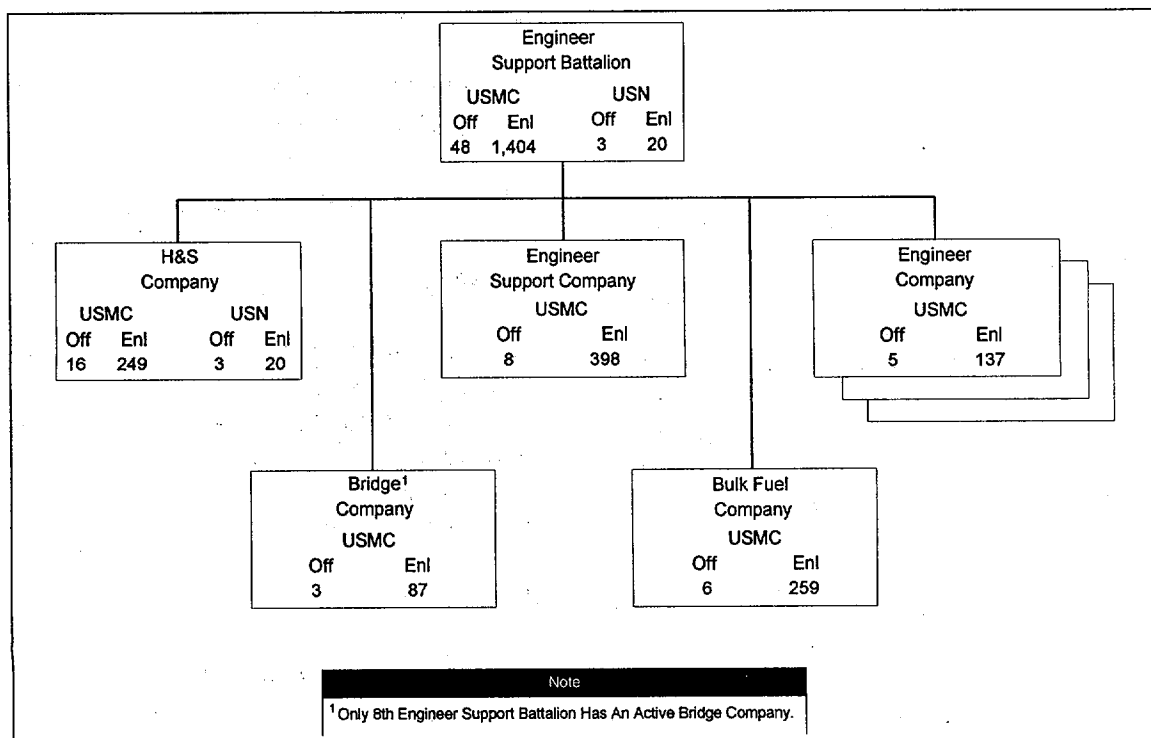 Engineer
Support Battalion
USMC USN
Off Enl Off Enl
48 1,404 3 20
H&S
Company
USMC USN
Off Enl Off Enl
16 249 3 20
Engineer
Support Company
USMC
Off Enl
8 398
Engineer
Company
USMC
Off Enl
5 137
Bridge¹
Company
USMC
Off Enl
3 87
Bulk Fuel
Company
USMC
Off Enl
6 259
Note
¹ Only 8th Engineer Support Battalion Has An Active Bridge Company.